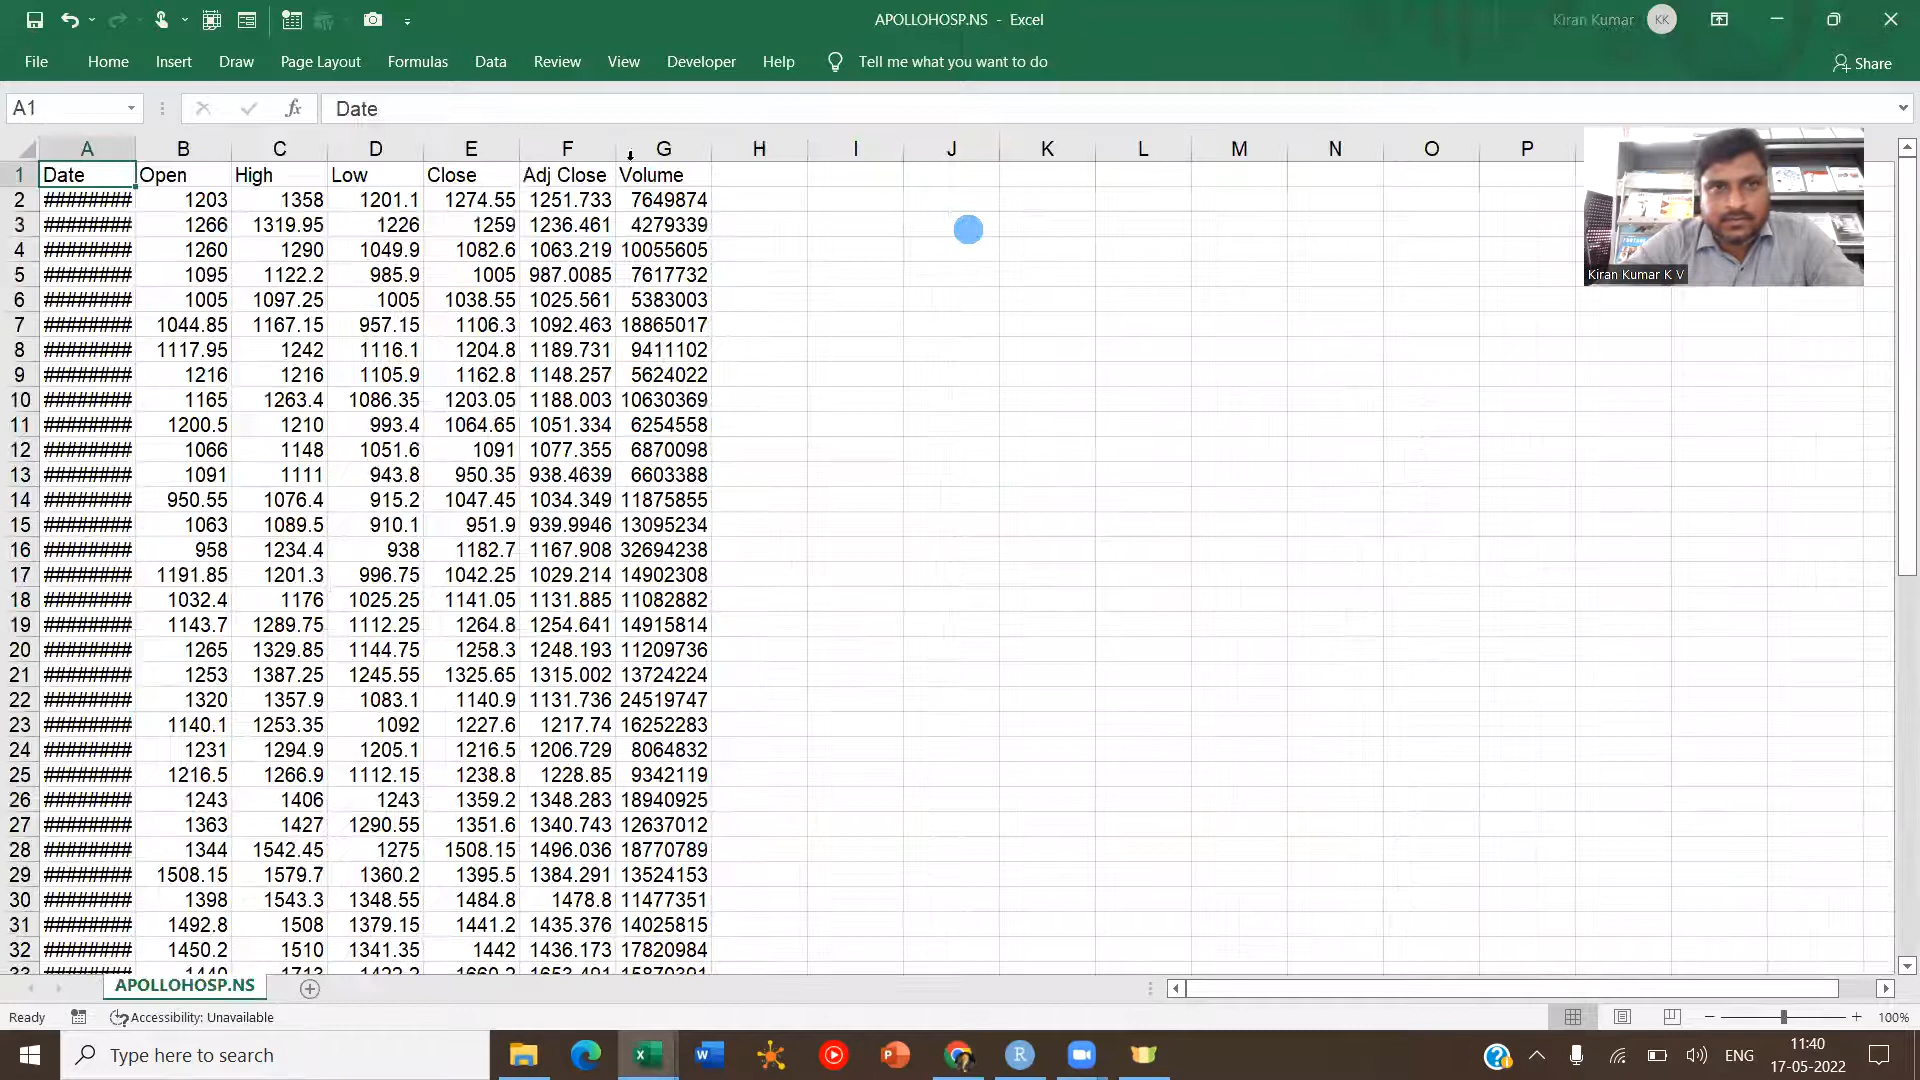 APOLLOHOSP.NS - Excel
Kiran Kumar KK
File Home Insert Draw Page Layout Formulas Data Review View Developer Help Tell me what you want to do Share
A1 fx Date
A B C D E F G H I J K L M N O P
1 Date Open High Low Close Adj Close Volume
2 ######## 1203 1358 1201.1 1274.55 1251.733 7649874
3 ######## 1266 1319.95 1226 1259 1236.461 4279339
4 ######## 1260 1290 1049.9 1082.6 1063.219 10055605
5 ######## 1095 1122.2 985.9 1005 987.0085 7617732
6 ######## 1005 1097.25 1005 1038.55 1025.561 5383003
7 ######## 1044.85 1167.15 957.15 1106.3 1092.463 18865017
8 ######## 1117.95 1242 1116.1 1204.8 1189.731 9411102
9 ######## 1216 1216 1105.9 1162.8 1148.257 5624022
10 ######## 1165 1263.4 1086.35 1203.05 1188.003 10630369
11 ######## 1200.5 1210 993.4 1064.65 1051.334 6254558
12 ######## 1066 1148 1051.6 1091 1077.355 6870098
13 ######## 1091 1111 943.8 950.35 938.4639 6603388
14 ######## 950.55 1076.4 915.2 1047.45 1034.349 11875855
15 ######## 1063 1089.5 910.1 951.9 939.9946 13095234
16 ######## 958 1234.4 938 1182.7 1167.908 32694238
17 ######## 1191.85 1201.3 996.75 1042.25 1029.214 14902308
18 ######## 1032.4 1176 1025.25 1141.05 1131.885 11082882
19 ######## 1143.7 1289.75 1112.25 1264.8 1254.641 14915814
20 ######## 1265 1329.85 1144.75 1258.3 1248.193 11209736
21 ######## 1253 1387.25 1245.55 1325.65 1315.002 13724224
22 ######## 1320 1357.9 1083.1 1140.9 1131.736 24519747
23 ######## 1140.1 1253.35 1092 1227.6 1217.74 16252283
24 ######## 1231 1294.9 1205.1 1216.5 1206.729 8064832
25 ######## 1216.5 1266.9 1112.15 1238.8 1228.85 9342119
26 ######## 1243 1406 1243 1359.2 1348.283 18940925
27 ######## 1363 1427 1290.55 1351.6 1340.743 12637012
28 ######## 1344 1542.45 1275 1508.15 1496.036 18770789
29 ######## 1508.15 1579.7 1360.2 1395.5 1384.291 13524153
30 ######## 1398 1543.3 1348.55 1484.8 1478.8 11477351
31 ######## 1492.8 1508 1379.15 1441.2 1435.376 14025815
32 ######## 1450.2 1510 1341.35 1442 1436.173 17820984
Kiran Kumar K V
APOLLOHOSP.NS
Ready Accessibility: Unavailable 100%
Type here to search
ENG 11:40
17-05-2022